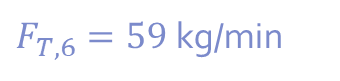 F_{T,6} = 59 kg/min